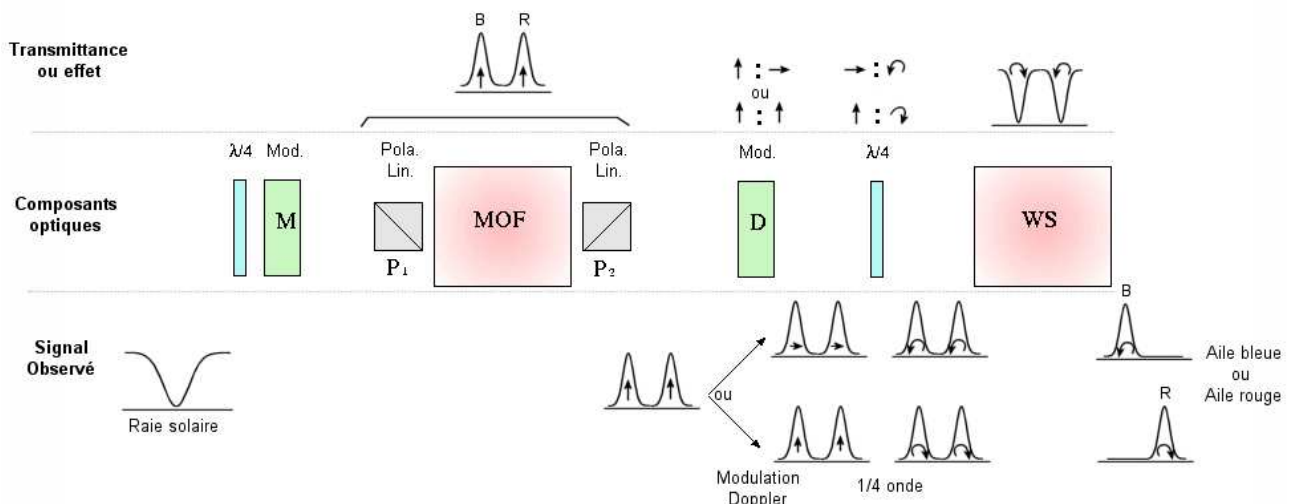 B R
Transmittance
ou effet
:
:
ou
:
:
λ/4 Mod. Pola.
Lin. Pola.
Lin. Mod. λ/4
Composants
optiques
M MOF D WS
P₁ P₂
Signal
Observé
B
Aile bleue
ou
Aile rouge
ou
R
Raie solaire
Modulation
Doppler
1/4 onde